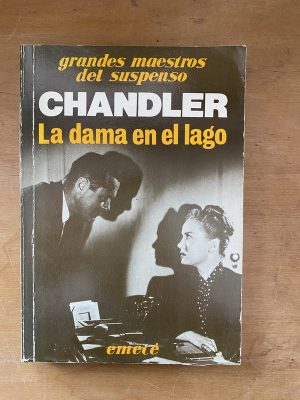 grandes maestros
del suspenso
CHANDLER
La dama en el lago
emecé